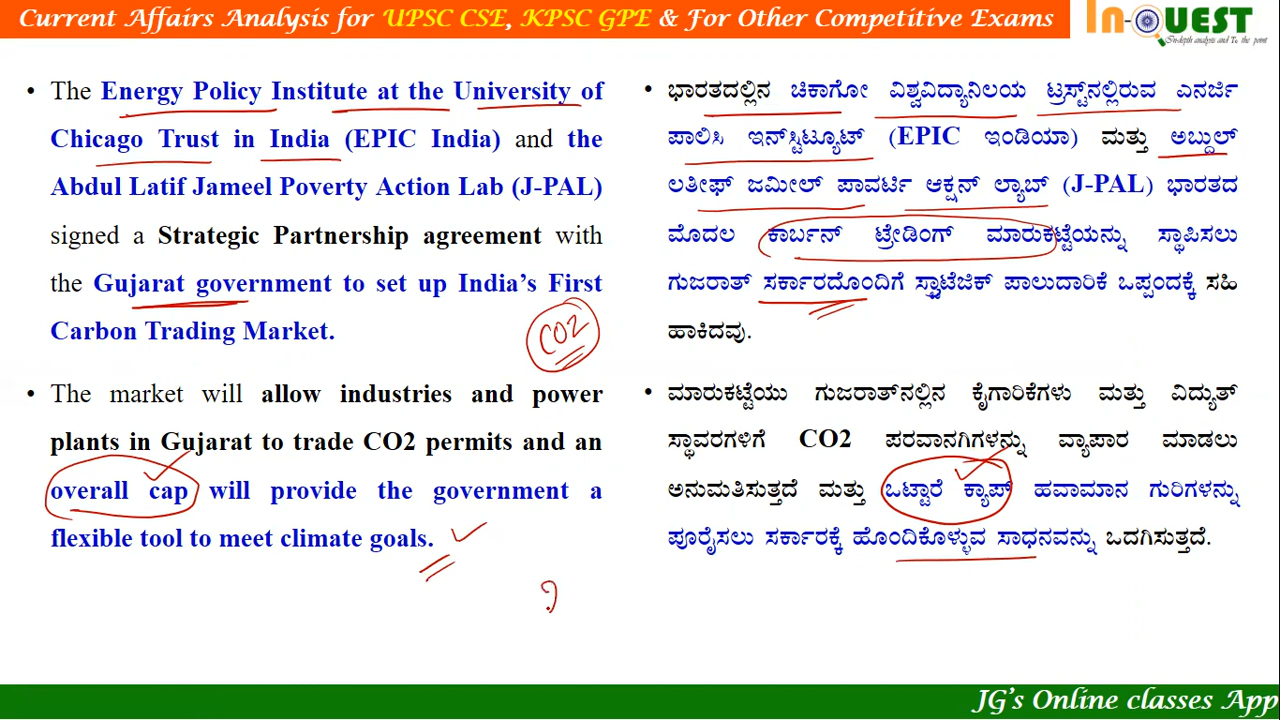 Current Affairs Analysis for UPSC CSE, KPSC GPE & For Other Competitive Exams
In-QUEST
In-depth analysis and To the point
• The Energy Policy Institute at the University of
Chicago Trust in India (EPIC India) and the
Abdul Latif Jameel Poverty Action Lab (J-PAL)
signed a Strategic Partnership agreement with
the Gujarat government to set up India’s First
Carbon Trading Market.
CO2
• The market will allow industries and power
plants in Gujarat to trade CO2 permits and an
overall cap will provide the government a
flexible tool to meet climate goals.
• ಭಾರತದಲ್ಲಿನ ಚಿಕಾಗೋ ವಿಶ್ವವಿದ್ಯಾನಿಲಯ ಟ್ರಸ್ಟ್‌ನಲ್ಲಿರುವ ಎನರ್ಜಿ
ಪಾಲಿಸಿ ಇನ್‌ಸ್ಟಿಟ್ಯೂಟ್ (EPIC ಇಂಡಿಯಾ) ಮತ್ತು ಅಬ್ದುಲ್
ಲತೀಫ್ ಜಮೀಲ್ ಪಾವರ್ಟಿ ಆಕ್ಷನ್ ಲ್ಯಾಬ್ (J-PAL) ಭಾರತದ
ಮೊದಲ ಕಾರ್ಬನ್ ಟ್ರೇಡಿಂಗ್ ಮಾರುಕಟ್ಟೆಯನ್ನು ಸ್ಥಾಪಿಸಲು
ಗುಜರಾತ್ ಸರ್ಕಾರದೊಂದಿಗೆ ಸ್ಟ್ರಾಟೆಜಿಕ್ ಪಾಲುದಾರಿಕೆ ಒಪ್ಪಂದಕ್ಕೆ ಸಹಿ
ಹಾಕಿದವು.
• ಮಾರುಕಟ್ಟೆಯು ಗುಜರಾತ್‌ನಲ್ಲಿನ ಕೈಗಾರಿಕೆಗಳು ಮತ್ತು ವಿದ್ಯುತ್
ಸ್ಥಾವರಗಳಿಗೆ CO2 ಪರವಾನಗಿಗಳನ್ನು ವ್ಯಾಪಾರ ಮಾಡಲು
ಅನುಮತಿಸುತ್ತದೆ ಮತ್ತು ಒಟ್ಟಾರೆ ಕ್ಯಾಪ್ ಹವಾಮಾನ ಗುರಿಗಳನ್ನು
ಪೂರೈಸಲು ಸರ್ಕಾರಕ್ಕೆ ಹೊಂದಿಕೊಳ್ಳುವ ಸಾಧನವನ್ನು ಒದಗಿಸುತ್ತದೆ.
JG's Online classes App